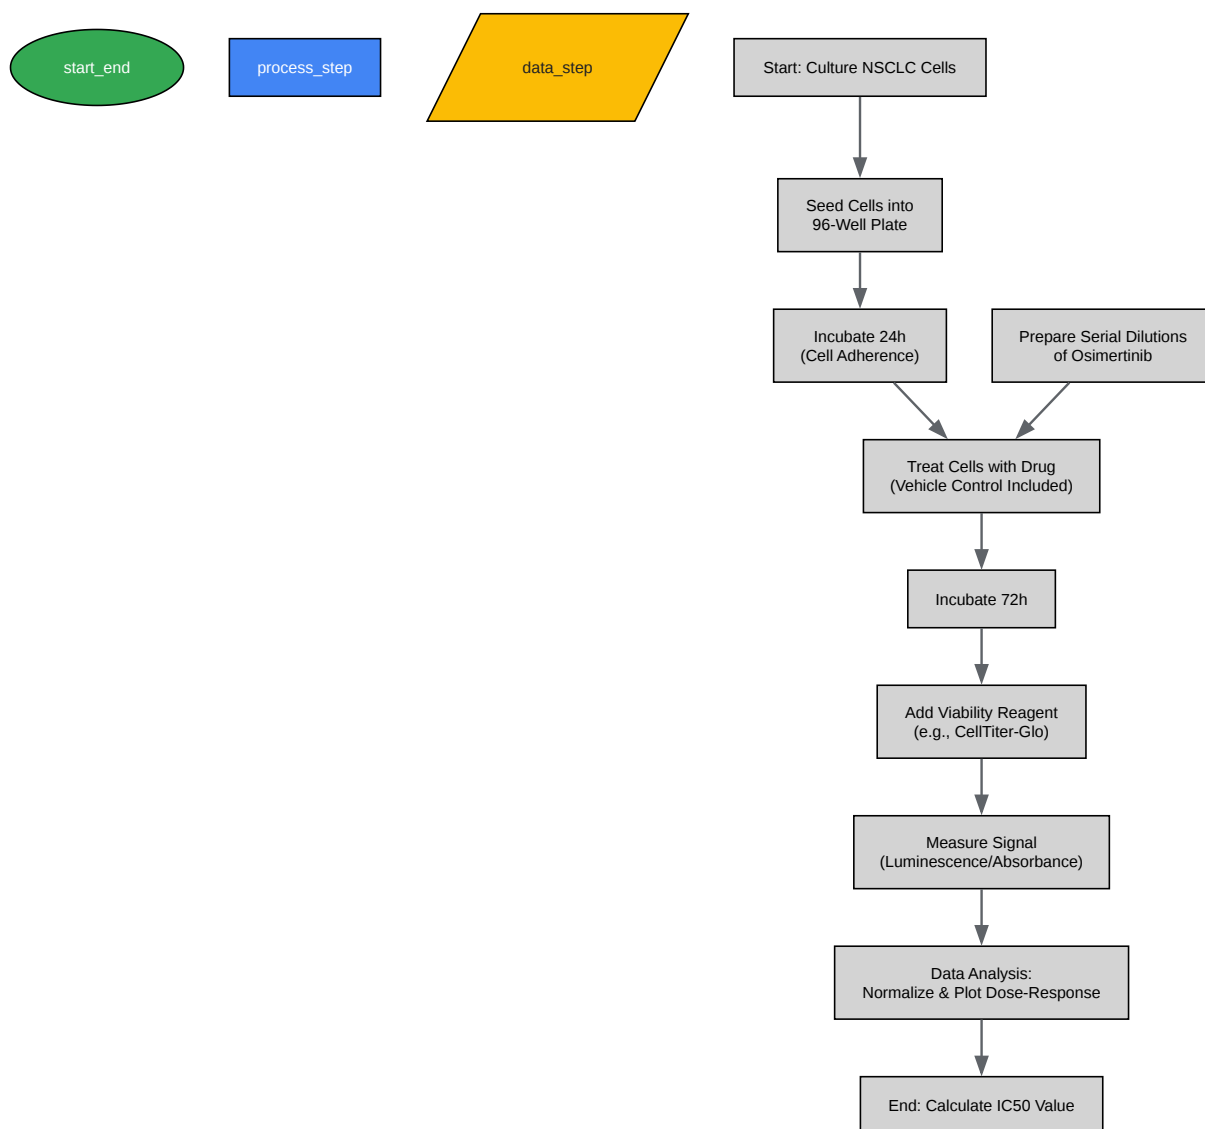 start_end
process_step
data_step
Start: Culture NSCLC Cells
Seed Cells into
96-Well Plate
Incubate 24h
(Cell Adherence)
Prepare Serial Dilutions
of Osimertinib
Treat Cells with Drug
(Vehicle Control Included)
Incubate 72h
Add Viability Reagent
(e.g., CellTiter-Glo)
Measure Signal
(Luminescence/Absorbance)
Data Analysis:
Normalize & Plot Dose-Response
End: Calculate IC50 Value